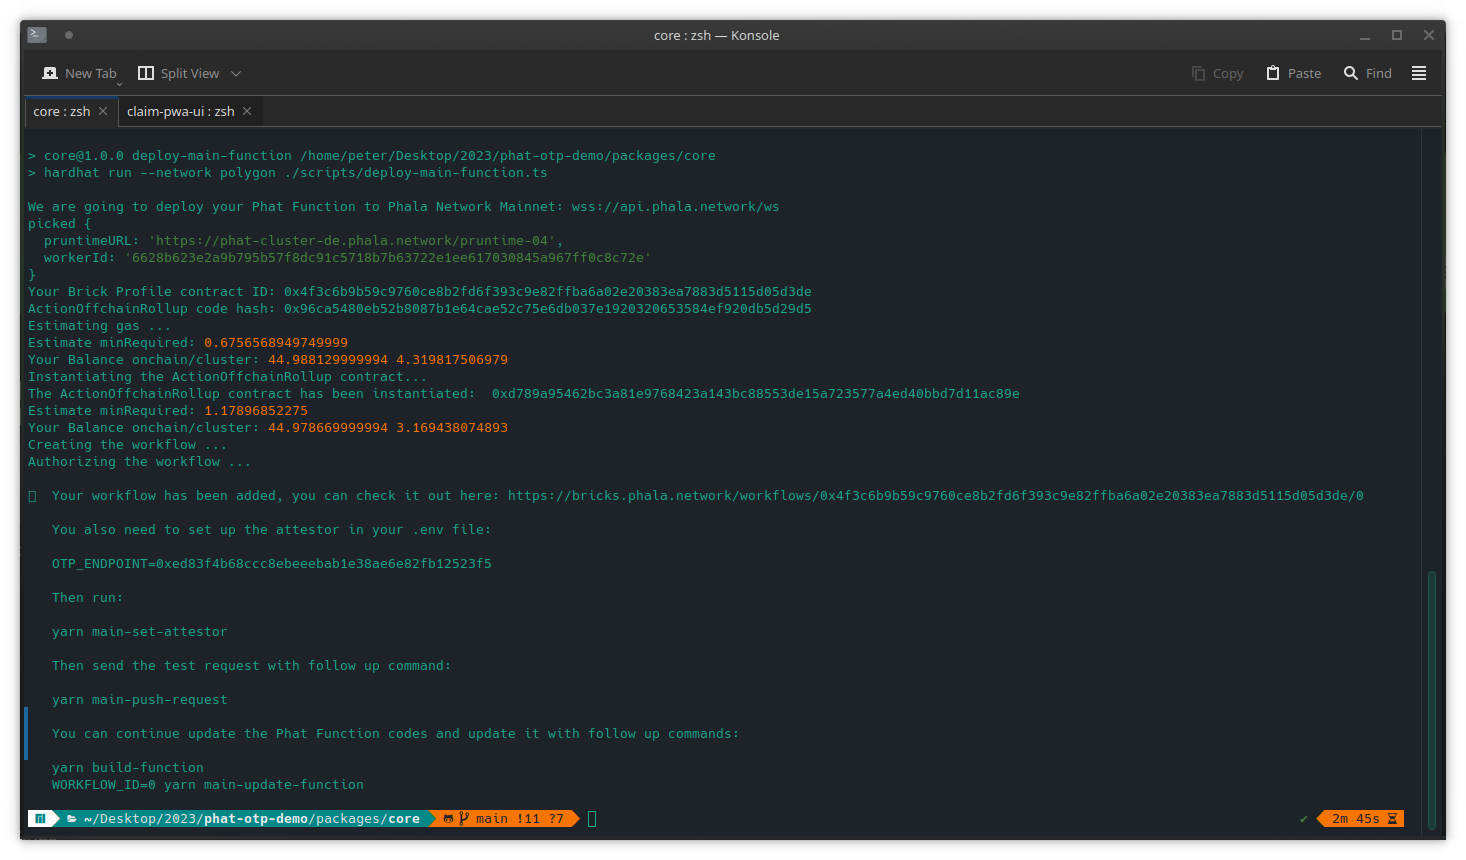 core : zsh — Konsole
New Tab Split View Copy Paste Find
core : zsh claim-pwa-ui : zsh
> core@1.0.0 deploy-main-function /home/peter/Desktop/2023/phat-otp-demo/packages/core
> hardhat run --network polygon ./scripts/deploy-main-function.ts
We are going to deploy your Phat Function to Phala Network Mainnet: wss://api.phala.network/ws
picked {
pruntimeURL: 'https://phat-cluster-de.phala.network/pruntime-04',
workerId: '6628b623e2a9b795b57f8dc91c5718b7b63722e1ee617030845a967ff0c8c72e'
}
Your Brick Profile contract ID: 0x4f3c6b9b59c9760ce8b2fd6f393c9e82ffba6a02e20383ea7883d5115d05d3de
ActionOffchainRollup code hash: 0x96ca5480eb52b8087b1e64cae52c75e6db037e1920320653584ef920db5d29d5
Estimating gas ...
Estimate minRequired: 0.6756568949749999
Your Balance onchain/cluster: 44.988129999994 4.319817506979
Instantiating the ActionOffchainRollup contract...
The ActionOffchainRollup contract has been instantiated: 0xd789a95462bc3a81e9768423a143bc88553de15a723577a4ed40bbd7d11ac89e
Estimate minRequired: 1.17896852275
Your Balance onchain/cluster: 44.978669999994 3.169438074893
Creating the workflow ...
Authorizing the workflow ...
Your workflow has been added, you can check it out here: https://bricks.phala.network/workflows/0x4f3c6b9b59c9760ce8b2fd6f393c9e82ffba6a02e20383ea7883d5115d05d3de/0
You also need to set up the attestor in your .env file:
OTP_ENDPOINT=0xed83f4b68ccc8ebeeebab1e38ae6e82fb12523f5
Then run:
yarn main-set-attestor
Then send the test request with follow up command:
yarn main-push-request
You can continue update the Phat Function codes and update it with follow up commands:
yarn build-function
WORKFLOW_ID=0 yarn main-update-function
~/Desktop/2023/phat-otp-demo/packages/core main !11 ?7 ✔ 2m 45s